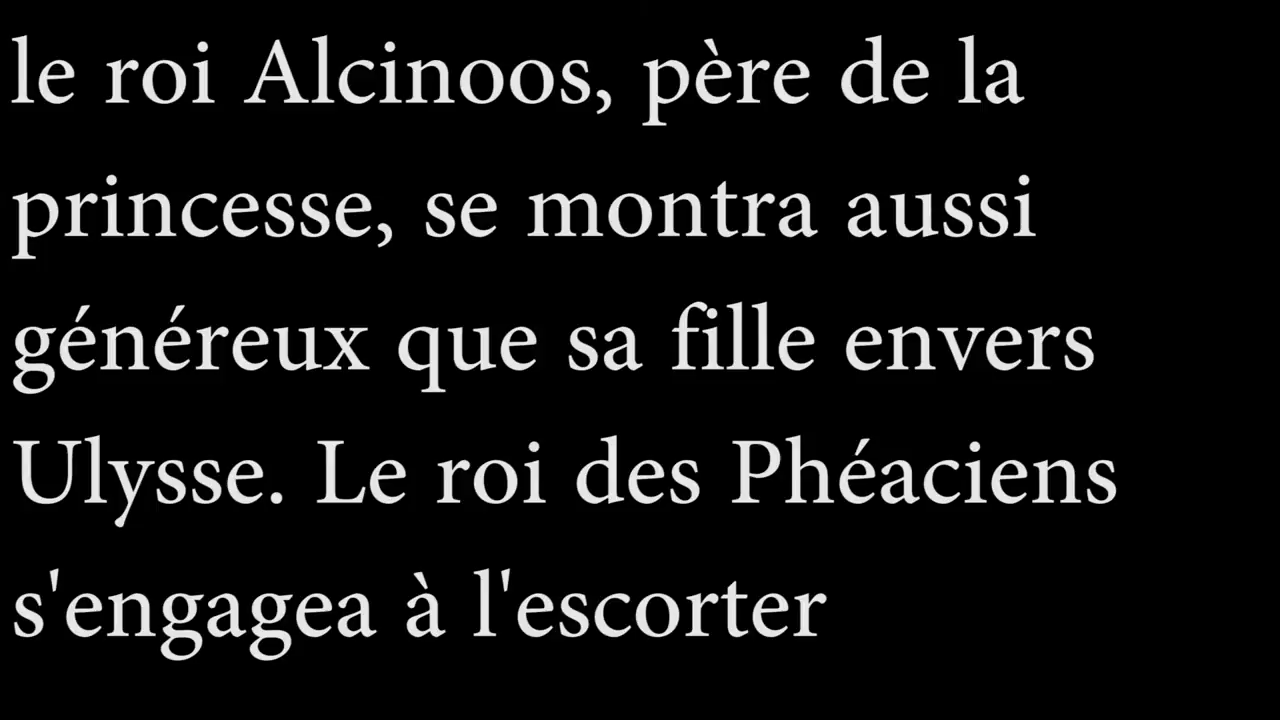 le roi Alcinoos, père de la
princesse, se montra aussi
généreux que sa fille envers
Ulysse. Le roi des Phéaciens
s'engagea à l'escorter